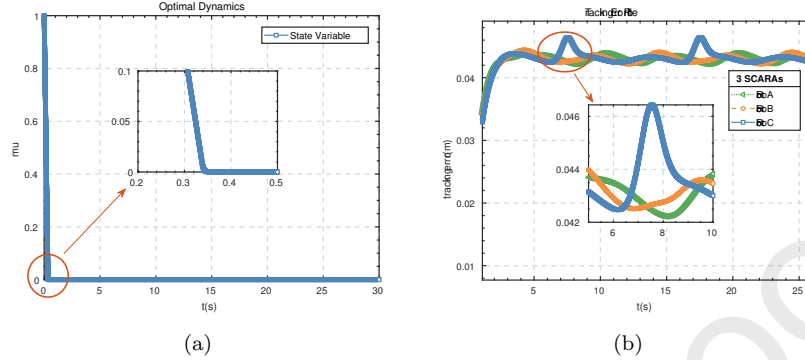 Optimal Dynamics
1
0.8
0.6
0.4
0.2
0
mu
State Variable
0.1
0.05
0
0.2 0.3 0.4 0.5
0 5 10 15 20 25 30
t(s)
(a)
0.04
0.03
0.02
0.01
3 SCARAs
0.046
0.044
0.042
6 8 10
5 10 15 20 25
t(s)
(b)